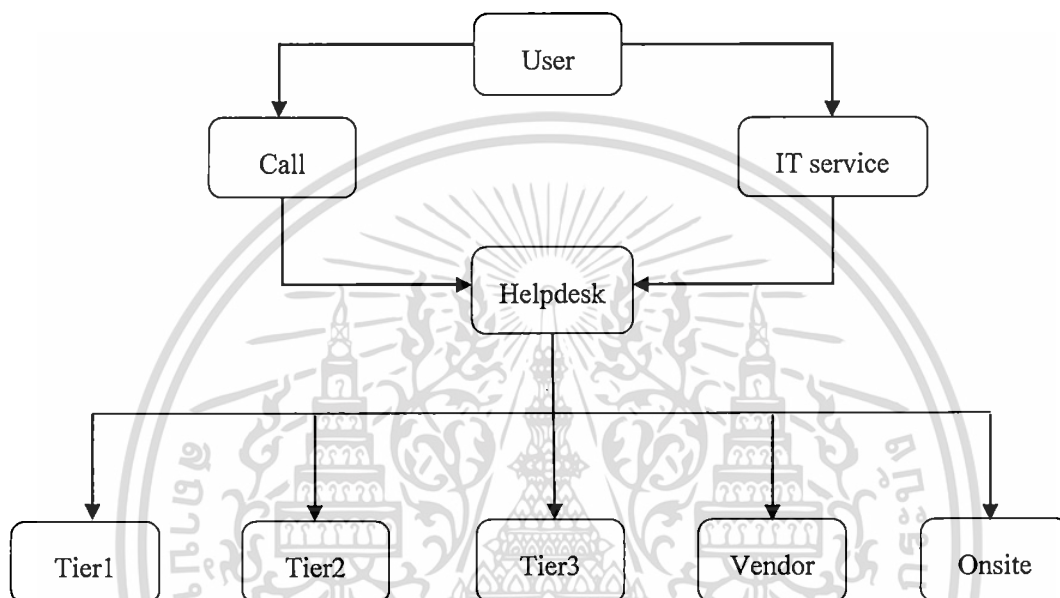 User
Call
IT service
Helpdesk
Tier1
Tier2
Tier3
Vendor
Onsite